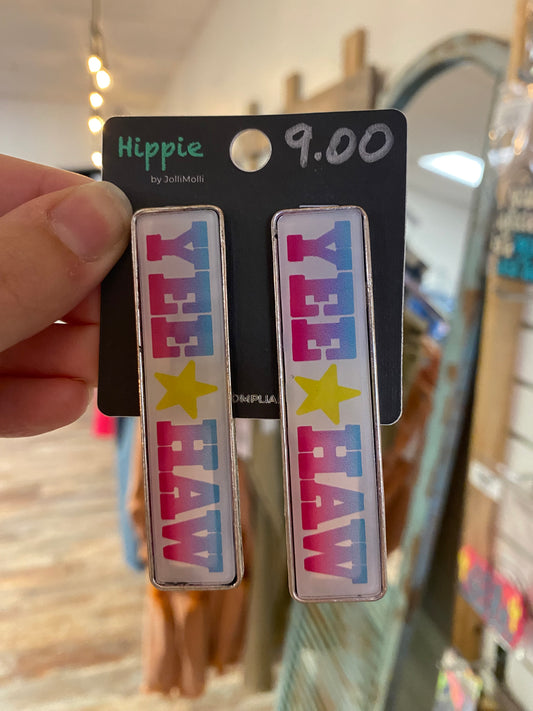 Hippie
by JolliMolli
9.00
YEE HAW
YEE HAW